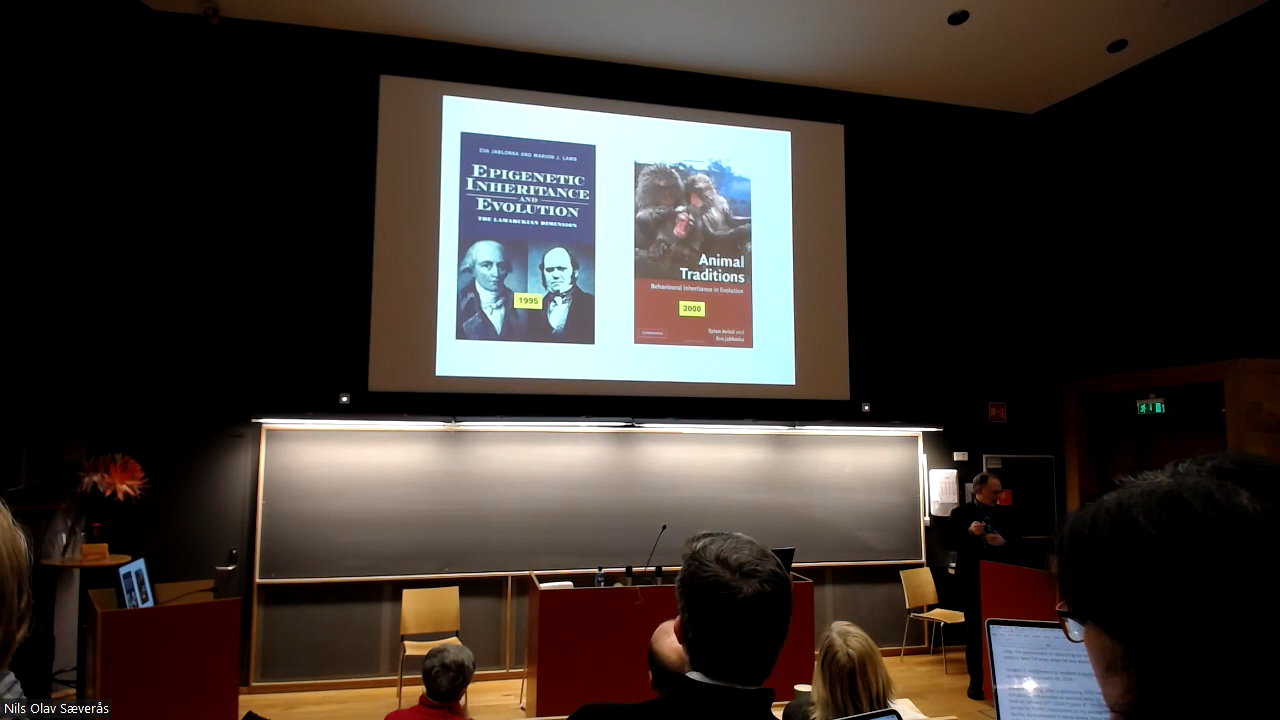 EVA JABLONKA AND MARION J. LAMB
EPIGENETIC
INHERITANCE
AND
EVOLUTION
THE LAMARCKIAN DIMENSION
1995
Animal
Traditions
Behavioural Inheritance in Evolution
2000
Eytan Avital and
Eva Jablonka
Nils Olav Sæverås